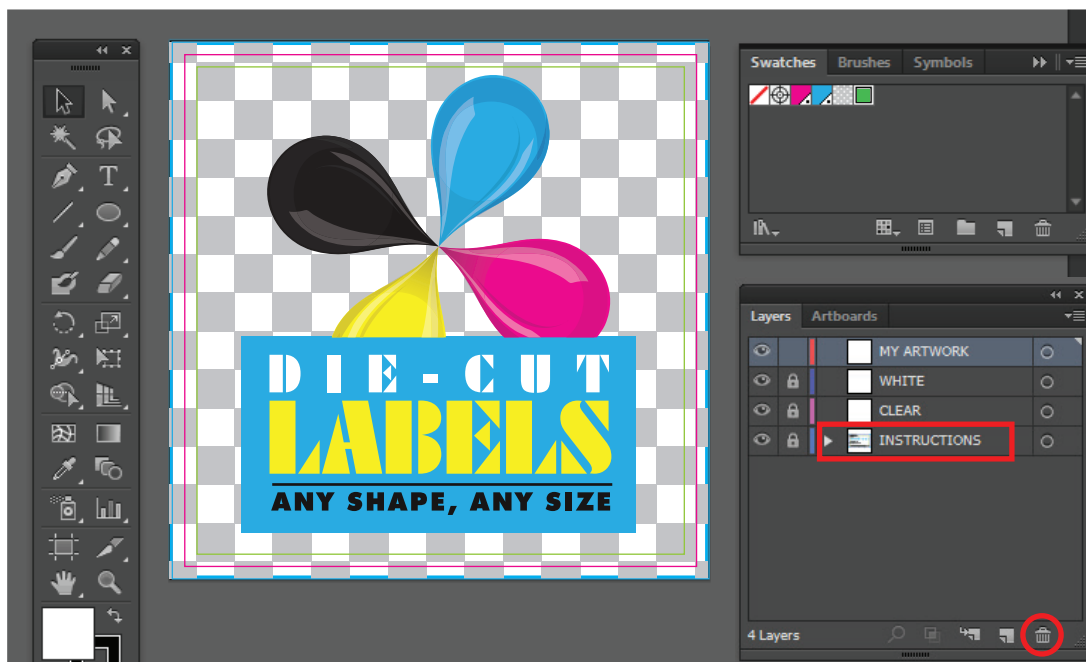 Swatches Brushes Symbols
DIE-CUT
LABELS
ANY SHAPE, ANY SIZE
Layers Artboards
MY ARTWORK
WHITE
CLEAR
INSTRUCTIONS
4 Layers